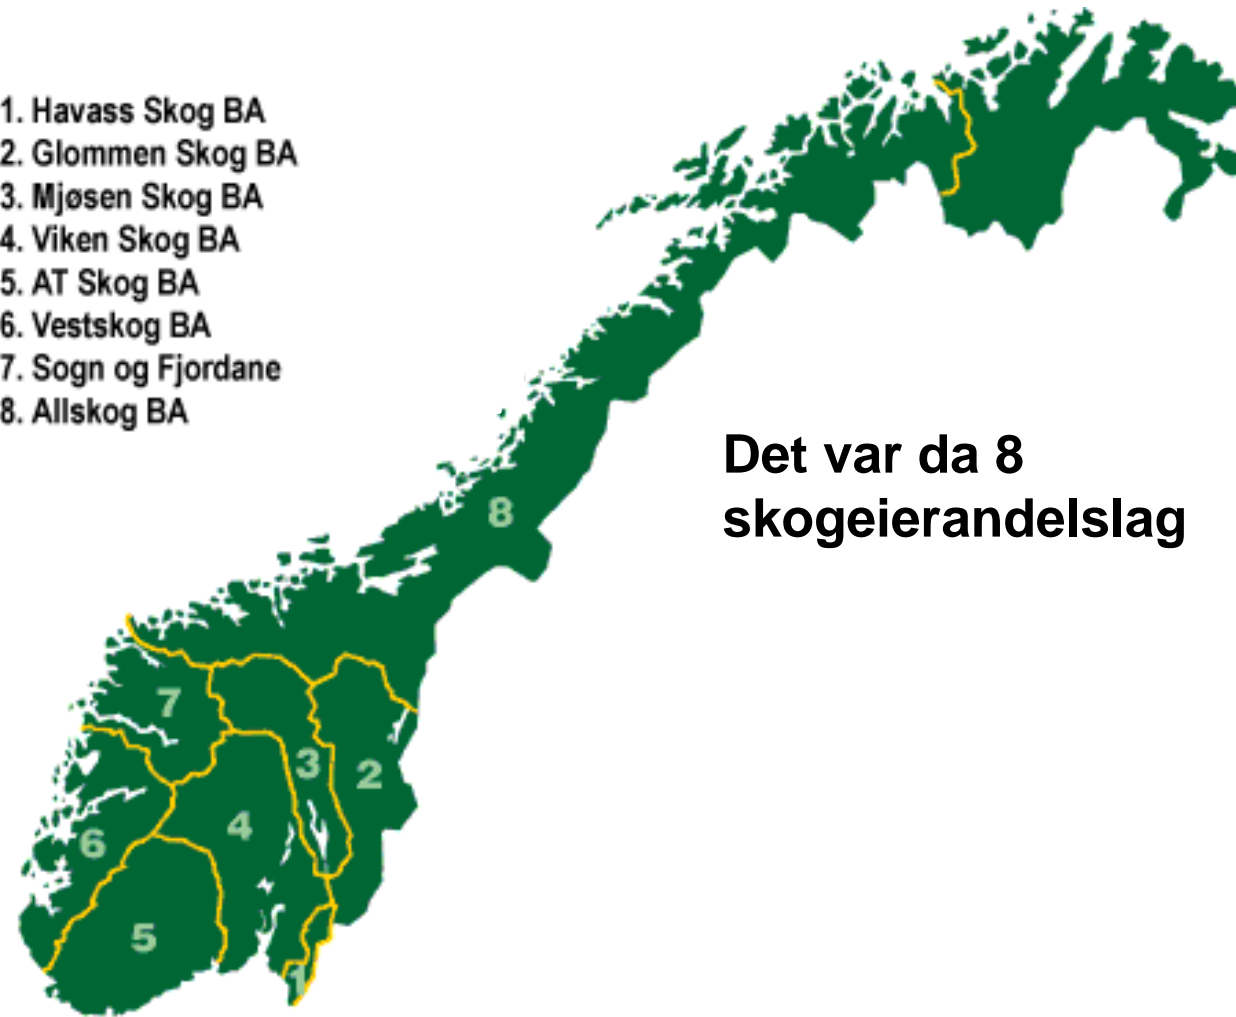 1. Havass Skog BA
2. Glommen Skog BA
3. Mjøsen Skog BA
4. Viken Skog BA
5. AT Skog BA
6. Vestskog BA
7. Sogn og Fjordane
8. Allskog BA
Det var da 8
skogeierandelslag
8
7
3
2
4
6
5
1